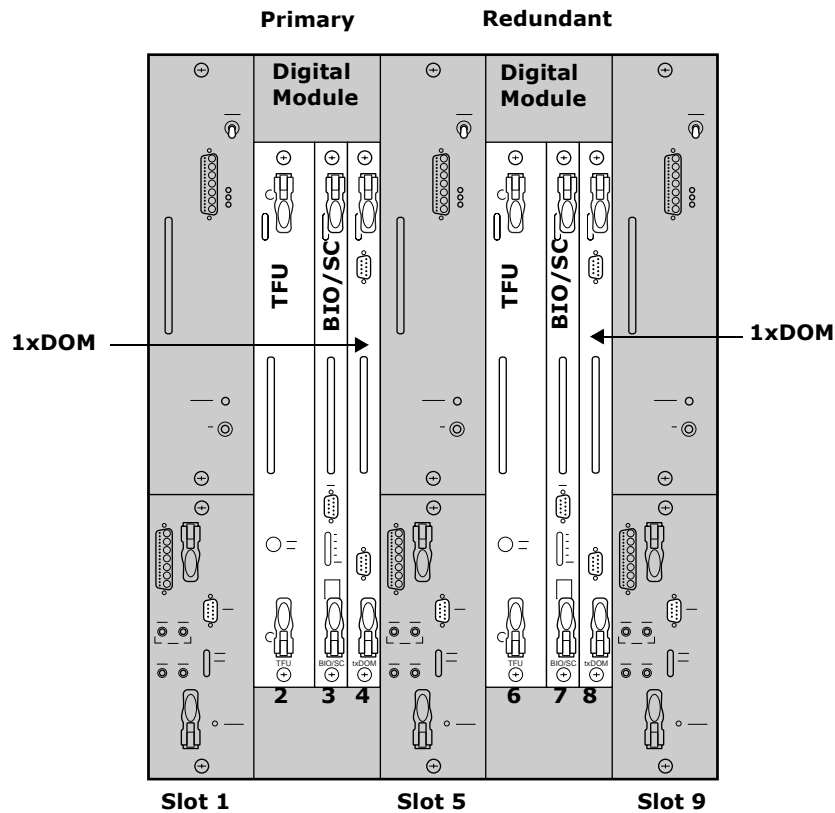 Primary
Redundant
Digital
Module
Digital
Module
TFU
BIO/SC
TFU
BIO/SC
1xDOM
1xDOM
TFU
BIO/SC
txDOM
TFU
BIO/SC
txDOM
2
3
4
6
7
8
Slot 1
Slot 5
Slot 9